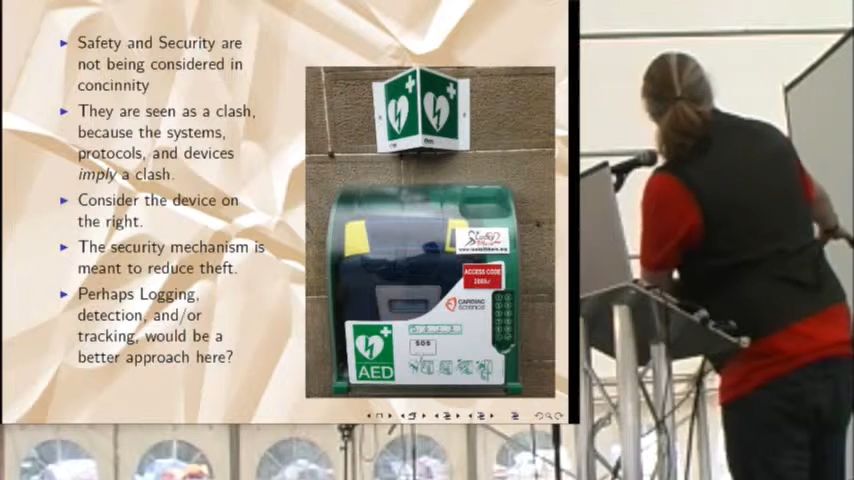 Safety and Security are
not being considered in
concinnity
They are seen as a clash,
because the systems,
protocols, and devices
imply a clash.
Consider the device on
the right.
The security mechanism is
meant to reduce theft.
Perhaps Logging,
detection, and/or
tracking, would be a
better approach here?
ACCESS CODE
CARDIAC
science
SOS
AED